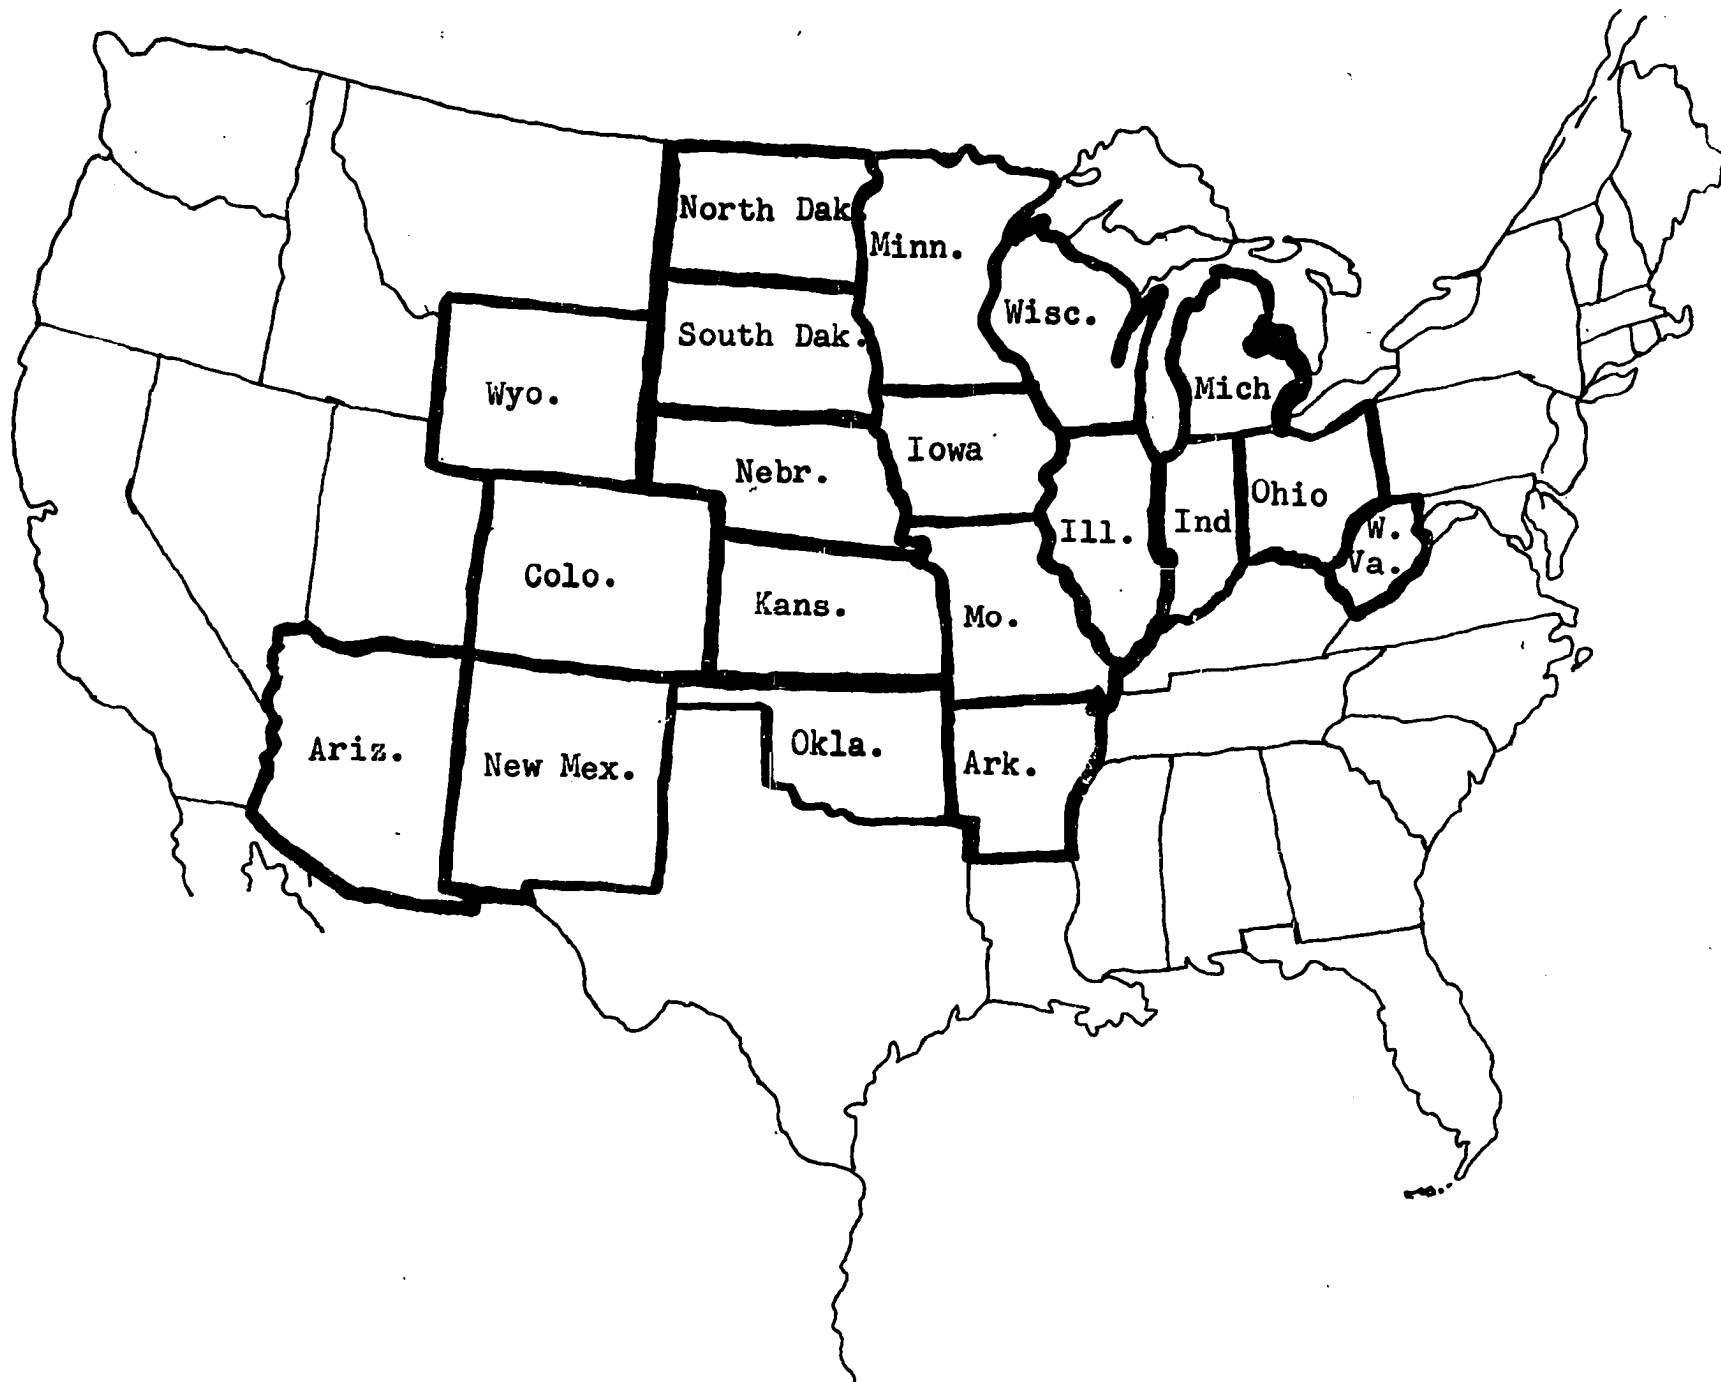 North Dak.
Minn.
Wisc.
South Dak.
Wyo.
Mich
Iowa
Nebr.
Ohio
Ill.
Ind
W.
Va.
Colo.
Kans.
Mo.
Ariz.
New Mex.
Okla.
Ark.